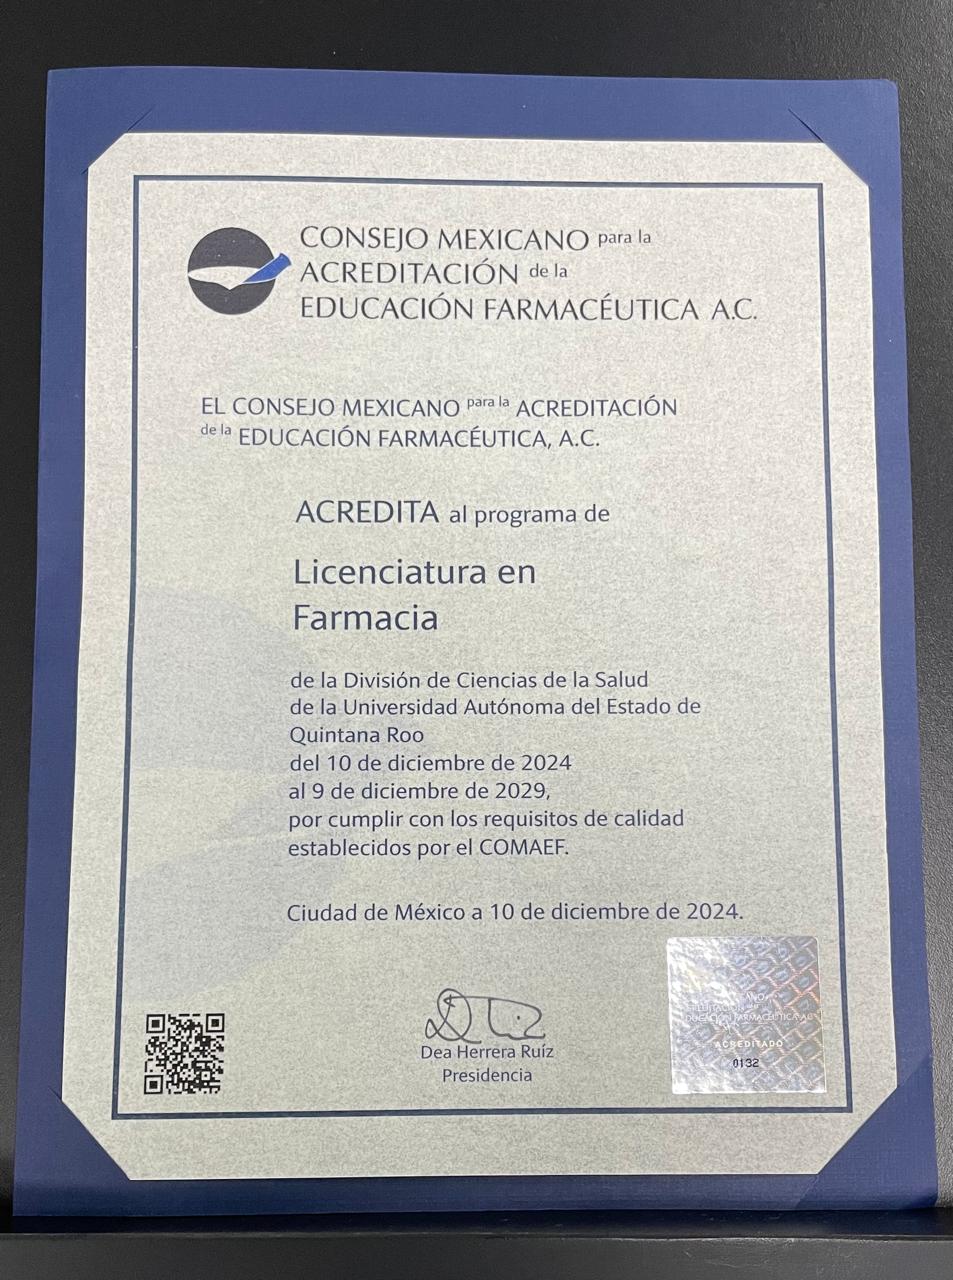 CONSEJO MEXICANO para la
ACREDITACIÓN de la
EDUCACIÓN FARMACÉUTICA A.C.
EL CONSEJO MEXICANO para la ACREDITACIÓN
de la EDUCACIÓN FARMACÉUTICA, A.C.
ACREDITA al programa de
Licenciatura en
Farmacia
de la División de Ciencias de la Salud
de la Universidad Autónoma del Estado de
Quintana Roo
del 10 de diciembre de 2024
al 9 de diciembre de 2029,
por cumplir con los requisitos de calidad
establecidos por el COMAEF.
Ciudad de México a 10 de diciembre de 2024.
Dea Herrera Ruíz
Presidencia
FARMACÉUTICA AC
ACREDITADO
0132